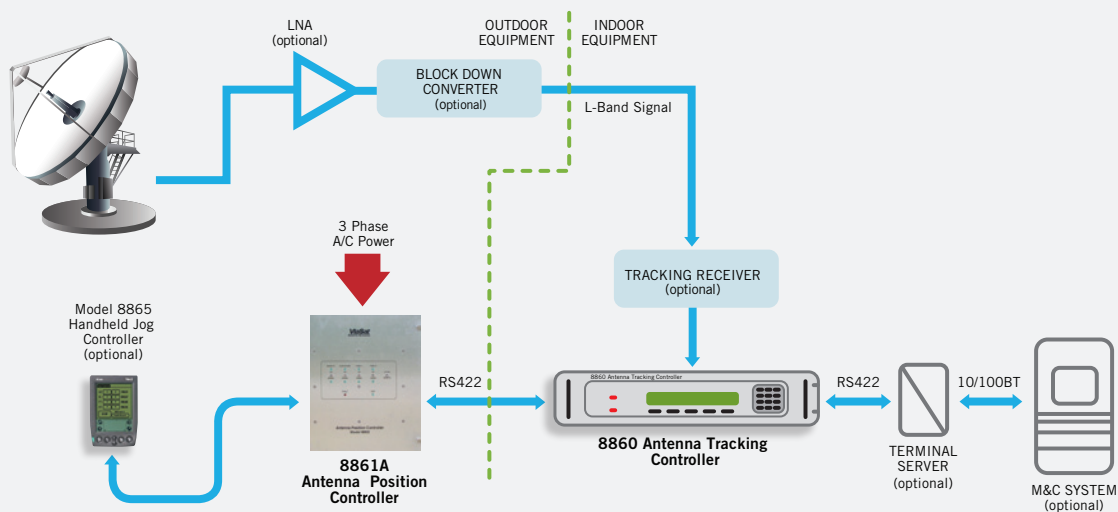 LNA
(optional)
OUTDOOR
EQUIPMENT
INDOOR
EQUIPMENT
BLOCK DOWN
CONVERTER
(optional)
L-Band Signal
3 Phase
A/C Power
TRACKING RECEIVER
(optional)
Model 8865
Handheld Jog
Controller
(optional)
ViaSat
RS422
8860 Antenna Tracking Controller
RS422
10/100BT
8861A
Antenna Position
Controller
8860 Antenna Tracking
Controller
TERMINAL
SERVER
(optional)
M&C SYSTEM
(optional)